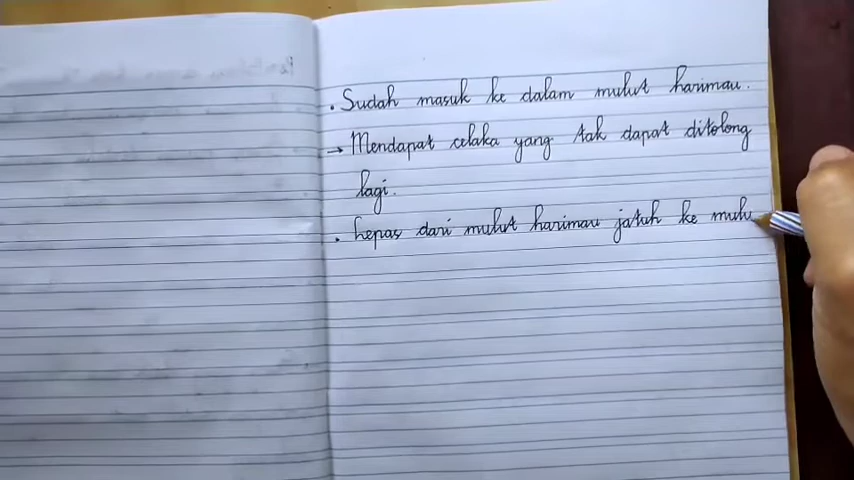 . Sudah masuk ke dalam mulut harimau.
→ Mendapat celaka yang tak dapat ditolong
lagi.
. Lepas dari mulut harimau jatuh ke mulu